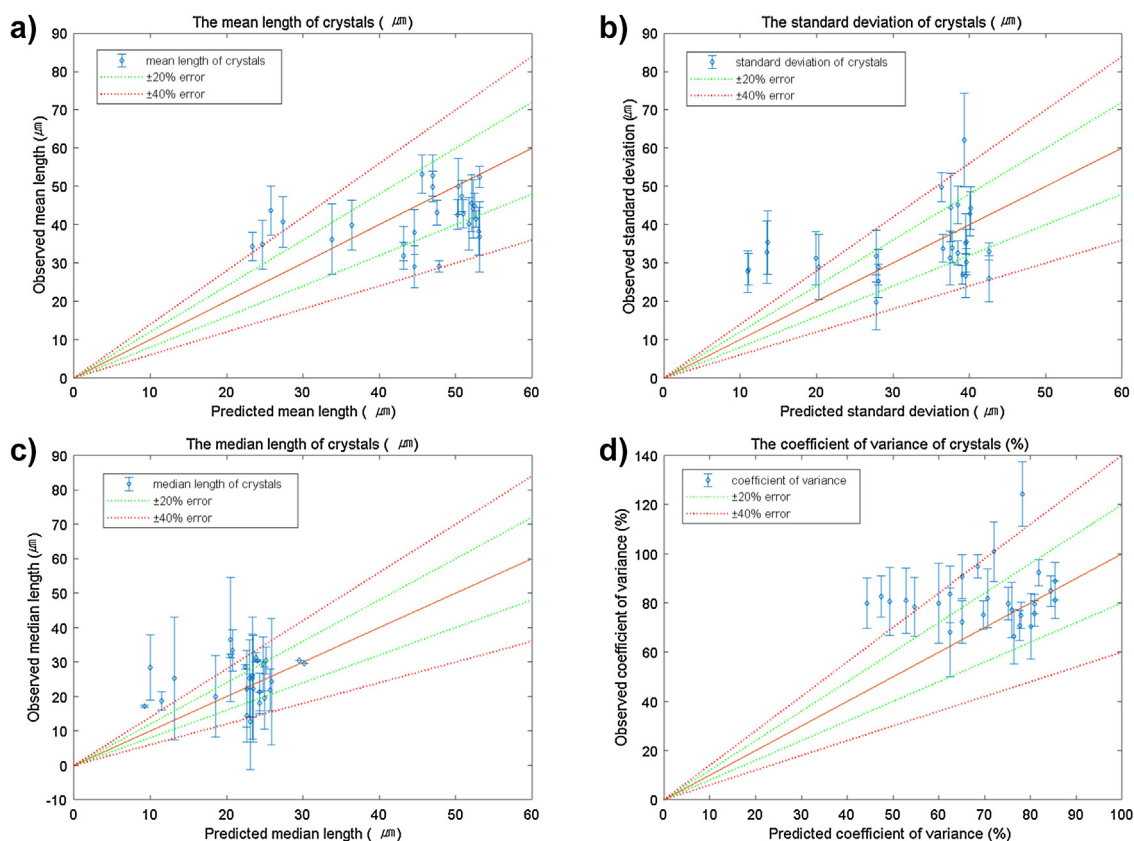 a)
The mean length of crystals ( ㎛)
90
80
70
60
50
40
30
20
10
0
Observed mean length (㎛)
mean length of crystals
±20% error
±40% error
0 10 20 30 40 50 60
Predicted mean length ( ㎛)
b)
The standard deviation of crystals ( ㎛)
90
80
70
60
50
40
30
20
10
0
Observed standard deviation (㎛)
standard deviation of crystals
±20% error
±40% error
0 10 20 30 40 50 60
Predicted standard deviation ( ㎛)
c)
The median length of crystals ( ㎛)
90
80
70
60
50
40
30
20
10
0
-10
Observed median length (㎛)
median length of crystals
±20% error
±40% error
0 10 20 30 40 50 60
Predicted median length ( ㎛)
d)
The coefficient of variance of crystals (%)
140
120
100
80
60
40
20
0
Observed coefficient of variance (%)
coefficient of variance
±20% error
±40% error
0 10 20 30 40 50 60 70 80 90 100
Predicted coefficient of variance (%)